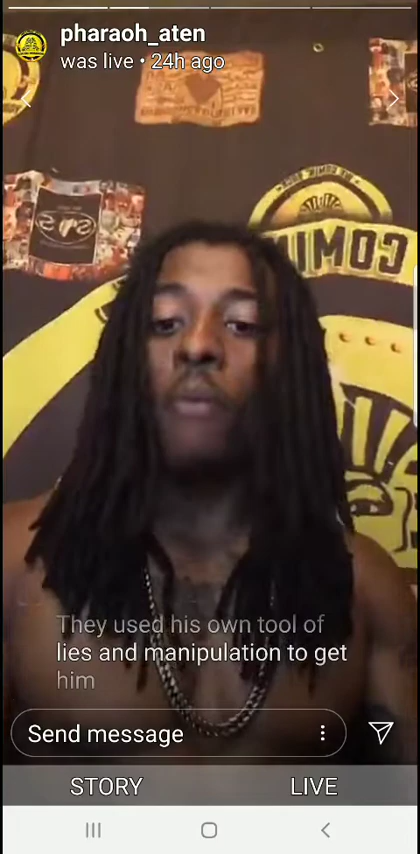 pharaoh_aten
was live • 24h ago
COMIN
They used his own tool of
lies and manipulation to get
him
Send message
STORY
LIVE